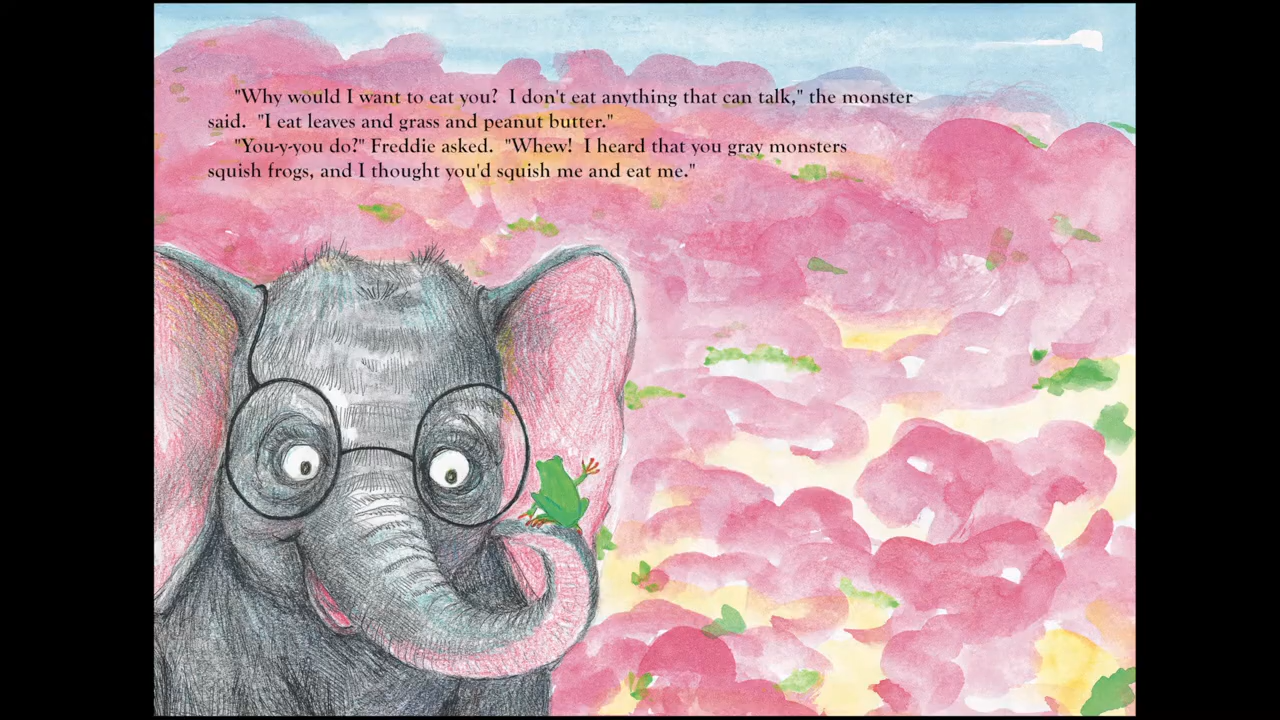 "Why would I want to eat you?  I don't eat anything that can talk," the monster
said.  "I eat leaves and grass and peanut butter."
"You-y-you do?" Freddie asked.  "Whew!  I heard that you gray monsters
squish frogs, and I thought you'd squish me and eat me."